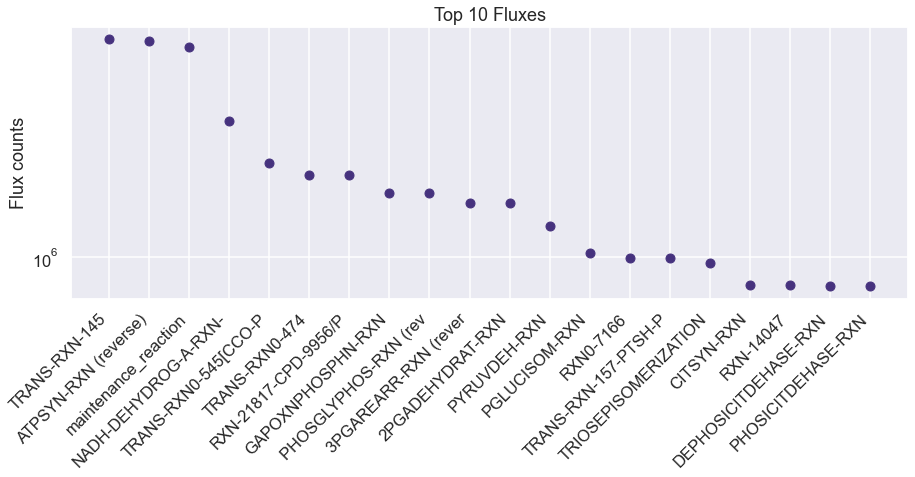 Top 10 Fluxes
Flux counts
10^6
TRANS-RXN-145
ATPSYN-RXN (reverse)
maintenance_reaction
NADH-DEHYDROG-A-RXN-
TRANS-RXN0-545[CCO-P
TRANS-RXN0-474
RXN-21817-CPD-9956/P
GAPOXNPHOSPHN-RXN
PHOSGLYPHOS-RXN (rev
3PGAREARR-RXN (rever
2PGADEHYDRAT-RXN
PYRUVDEH-RXN
PGLUCISOM-RXN
RXN0-7166
TRANS-RXN-157-PTSH-P
TRIOSEPISOMERIZATION
CITSYN-RXN
RXN-14047
DEPHOSICITDEHASE-RXN
PHOSICITDEHASE-RXN